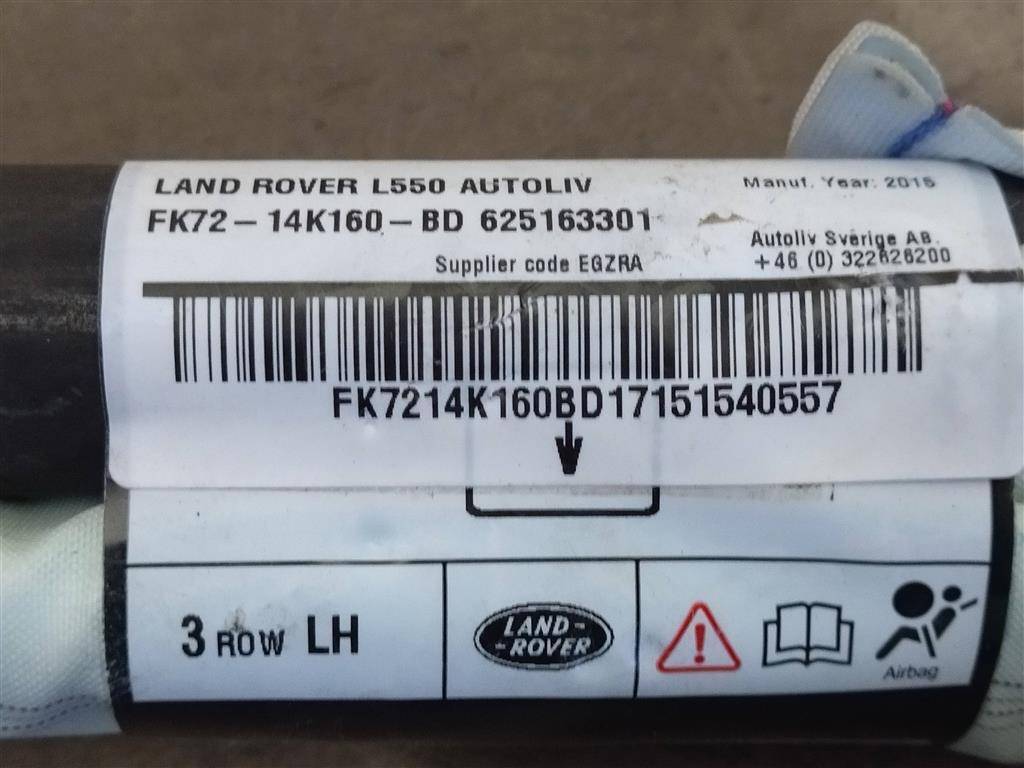 LAND ROVER L550 AUTOLIV
Manuf. Year: 2015
FK72-14K160-BD 625163301
Autoliv Sverige AB.
Supplier code EGZRA
+46 (0) 322626200
FK7214K160BD17151540557
3 ROW LH
LAND-
-ROVER
Airbag